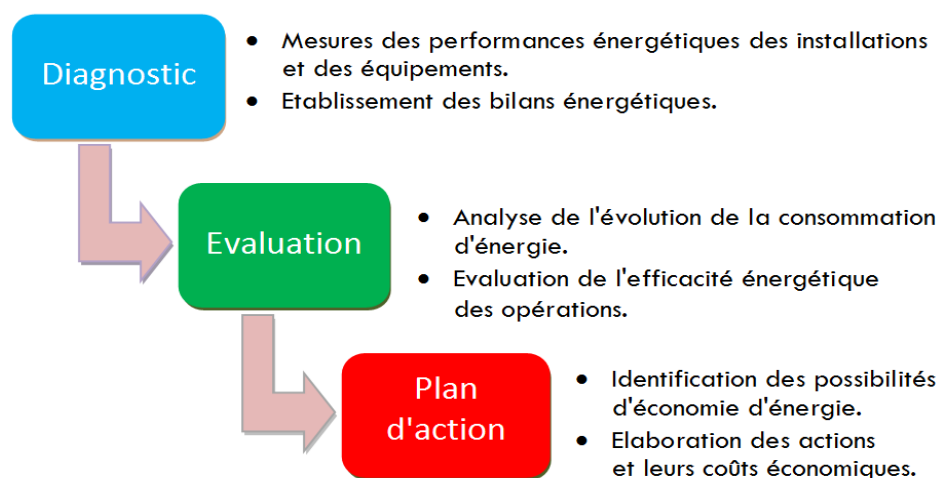 Diagnostic
• Mesures des performances énergétiques des installations
et des équipements.
• Etablissement des bilans énergétiques.
Evaluation
• Analyse de l'évolution de la consommation
d'énergie.
• Evaluation de l'efficacité énergétique
des opérations.
Plan
d'action
• Identification des possibilités
d'économie d'énergie.
• Elaboration des actions
et leurs coûts économiques.